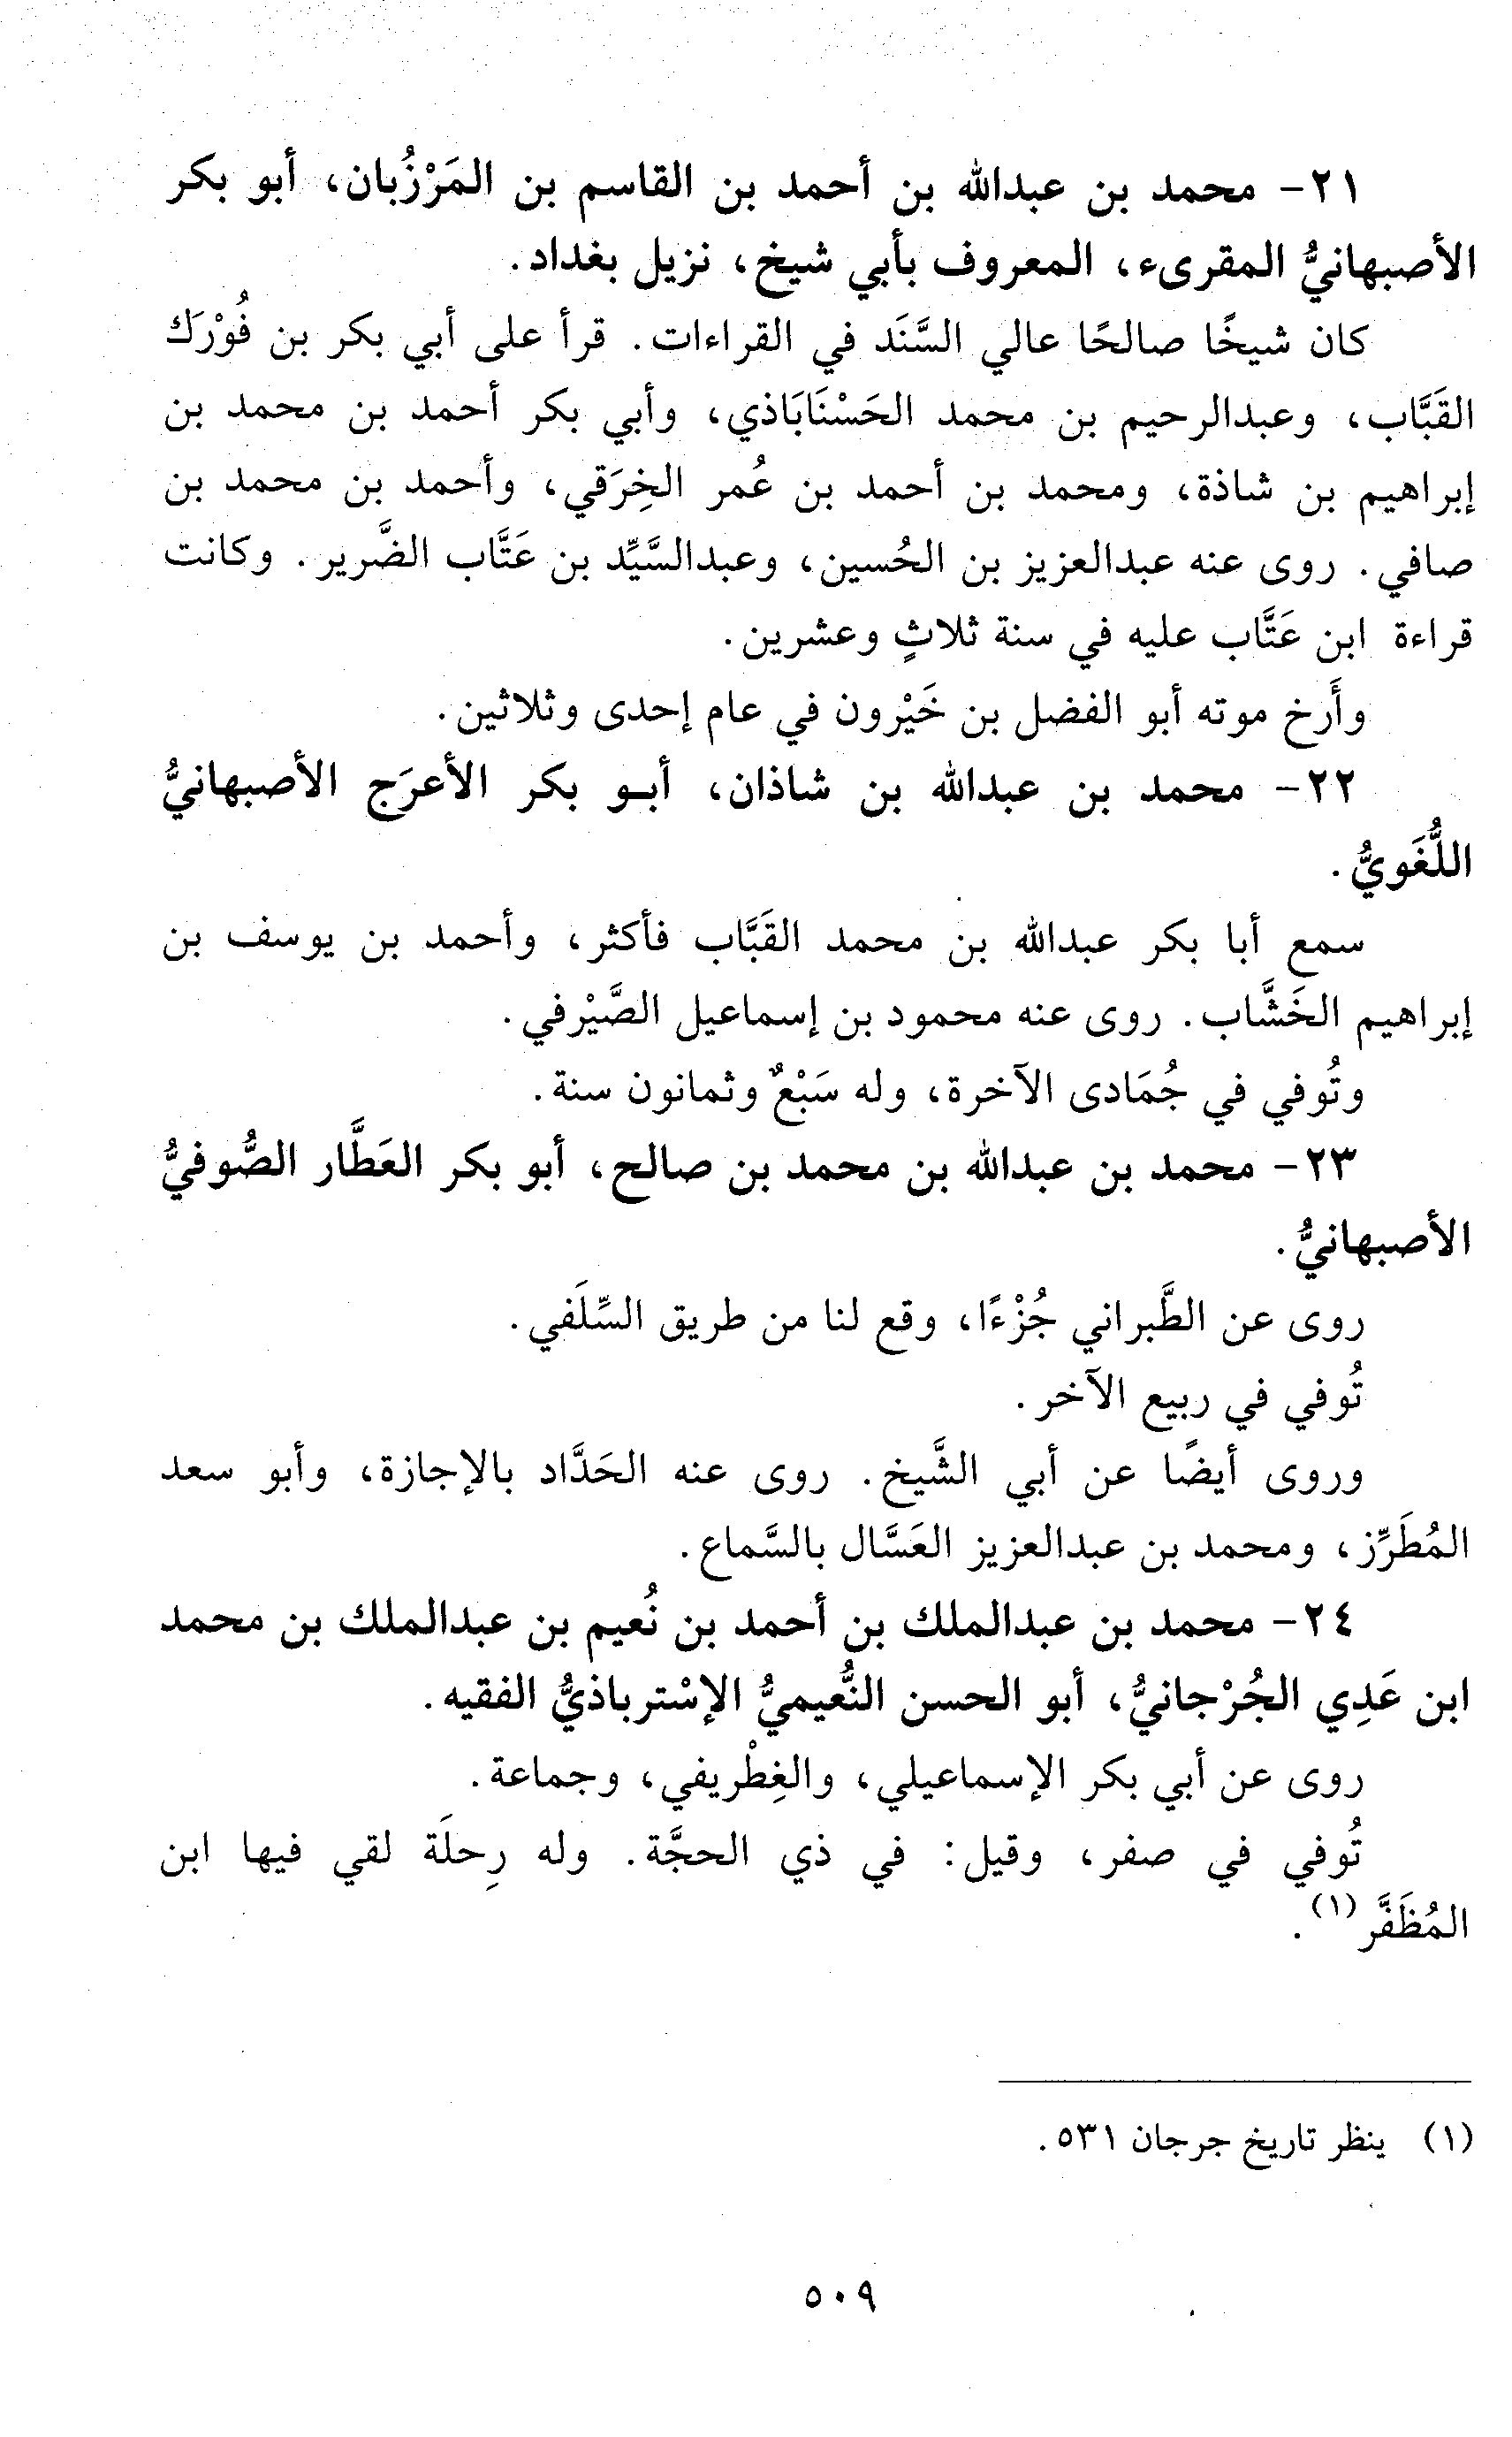 ٢١- محمد بن عبدالله بن أحمد بن القاسم بن المَرْزُبان، أبو بكر
الأصبهانيُّ المقرىء، المعروف بأبي شيخ، نزيل بغداد.
كان شيخًا صالحًا عالي السَّنَد في القراءات. قرأ على أبي بكر بن فُورَْك
القَبَّاب، وعبدالرحيم بن محمد الحَسْنَابَاذي، وأبي بكر أحمد بن محمد بن
إبراهيم بن شاذة، ومحمد بن أحمد بن عُمر الخِرَقي، وأحمد بن محمد بن
صافي. روى عنه عبدالعزيز بن الحُسين، وعبدالسَّيِّد بن عَتَّاب الضَّرير. وكانت
قراءة ابن عَتَّاب عليه في سنة ثلاثٍ وعشرين.
وأَرخ موته أبو الفضل بن خَيْرون في عام إحدى وثلاثين.
٢٢- محمد بن عبدالله بن شاذان، أبـو بكر الأعرَج الأصبهانيُّ
اللُّغَويُّ.
سمع أبا بكر عبدالله بن محمد القَبَّاب فأكثر، وأحمد بن يوسف بن
إبراهيم الخَشَّاب. روى عنه محمود بن إسماعيل الصَّيْرفي.
وتُوفي في جُمَادى الآخرة، وله سَبْعٌ وثمانون سنة.
٢٣- محمد بن عبدالله بن محمد بن صالح، أبو بكر العَطَّار الصُّوفيُّ
الأصبهانيُّ.
روى عن الطَّبراني جُزْءًا، وقع لنا من طريق السِّلَفي.
تُوفي في ربيع الآخر.
وروى أيضًا عن أبي الشَّيخ. روى عنه الحَدَّاد بالإجازة، وأبو سعد
المُطَرِّز، ومحمد بن عبدالعزيز العَسَّال بالسَّماع.
٢٤- محمد بن عبدالملك بن أحمد بن نُعيم بن عبدالملك بن محمد
ابن عَدِي الجُرْجانيُّ، أبو الحسن النُّعيميُّ الإسْترباذيُّ الفقيه.
روى عن أبي بكر الإسماعيلي، والغِطْريفي، وجماعة.
تُوفي في صفر، وقيل: في ذي الحجَّة. وله رِحلَة لقي فيها ابن
المُظَفَّر(١).
(١) ينظر تاريخ جرجان ٥٣١.
٥٠٩